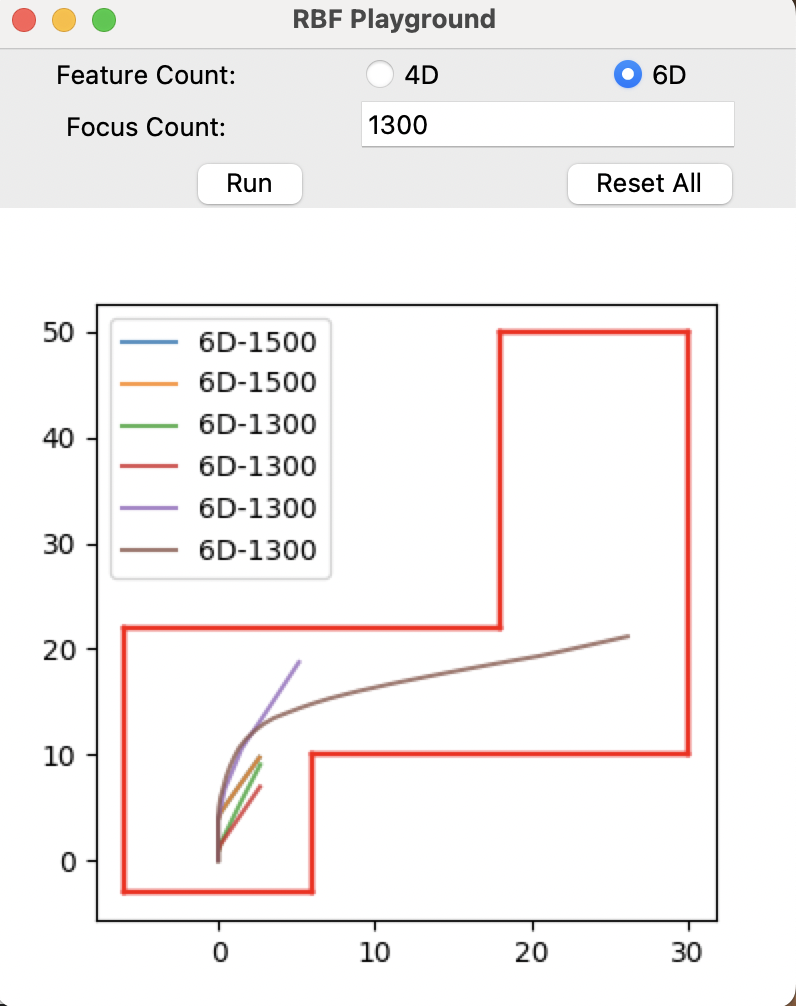 RBF Playground
Feature Count: 4D 6D
Focus Count: 1300
Run Reset All
50
40
30
20
10
0
6D-1500
6D-1500
6D-1300
6D-1300
6D-1300
6D-1300
0 10 20 30